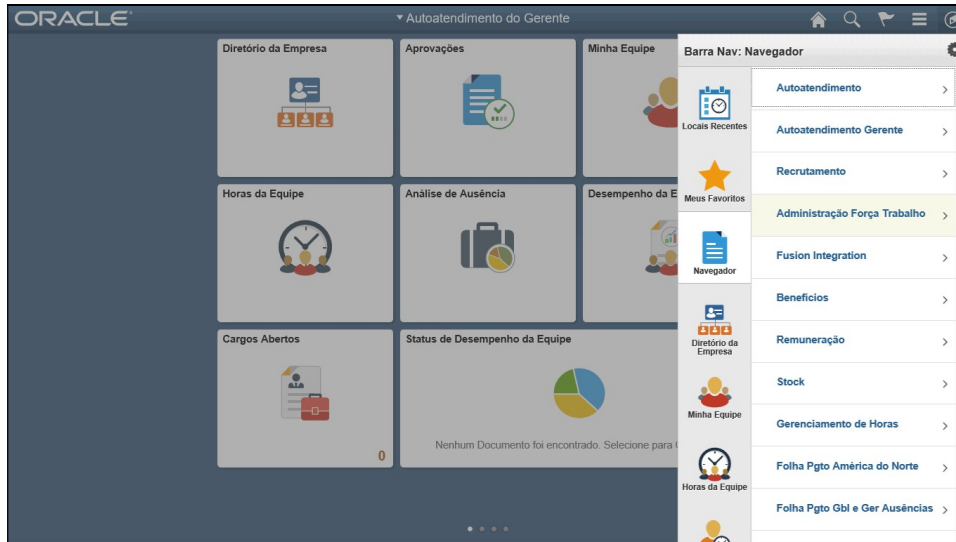 ORACLE
Autoatendimento do Gerente
Diretório da Empresa
Aprovações
Minha Equipe
Horas da Equipe
Análise de Ausência
Desempenho da E
Cargos Abertos
0
Status de Desempenho da Equipe
Nenhum Documento foi encontrado. Selecione para
Barra Nav: Navegador
Locais Recentes
Meus Favoritos
Navegador
Diretório da
Empresa
Minha Equipe
Horas da Equipe
Autoatendimento
Autoatendimento Gerente
Recrutamento
Administração Força Trabalho
Fusion Integration
Benefícios
Remuneração
Stock
Gerenciamento de Horas
Folha Pgto América do Norte
Folha Pgto Gbl e Ger Ausências